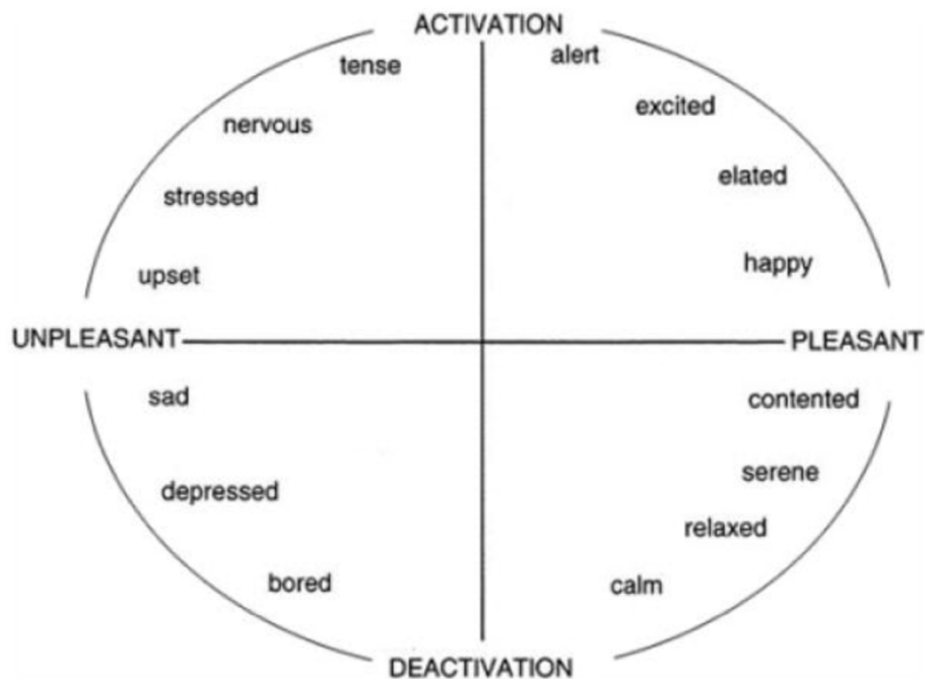 ACTIVATION
tense
alert
nervous
excited
stressed
elated
upset
happy
UNPLEASANT
PLEASANT
sad
contented
depressed
serene
relaxed
bored
calm
DEACTIVATION